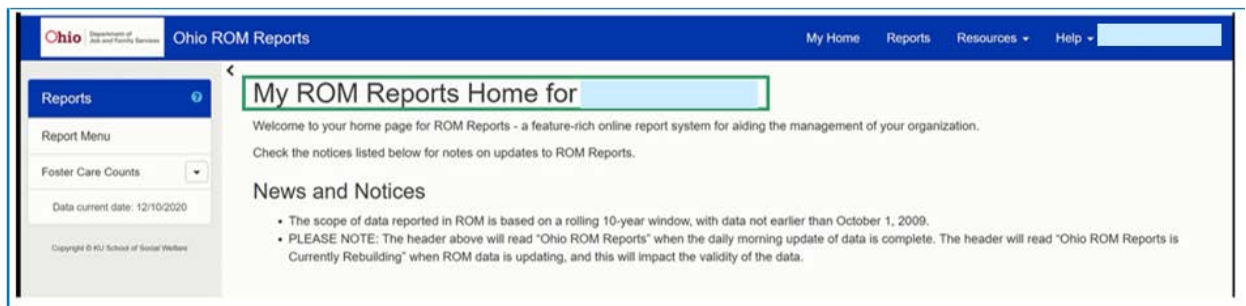 Ohio Department of
Job and Family Services
Ohio ROM Reports
My Home Reports Resources Help
Reports
Report Menu
Foster Care Counts
Data current date: 12/10/2020
Copyright © KU School of Social Welfare
My ROM Reports Home for
Welcome to your home page for ROM Reports - a feature-rich online report system for aiding the management of your organization.
Check the notices listed below for notes on updates to ROM Reports.
News and Notices
• The scope of data reported in ROM is based on a rolling 10-year window, with data not earlier than October 1, 2009.
• PLEASE NOTE: The header above will read "Ohio ROM Reports" when the daily morning update of data is complete. The header will read "Ohio ROM Reports is
Currently Rebuilding" when ROM data is updating, and this will impact the validity of the data.